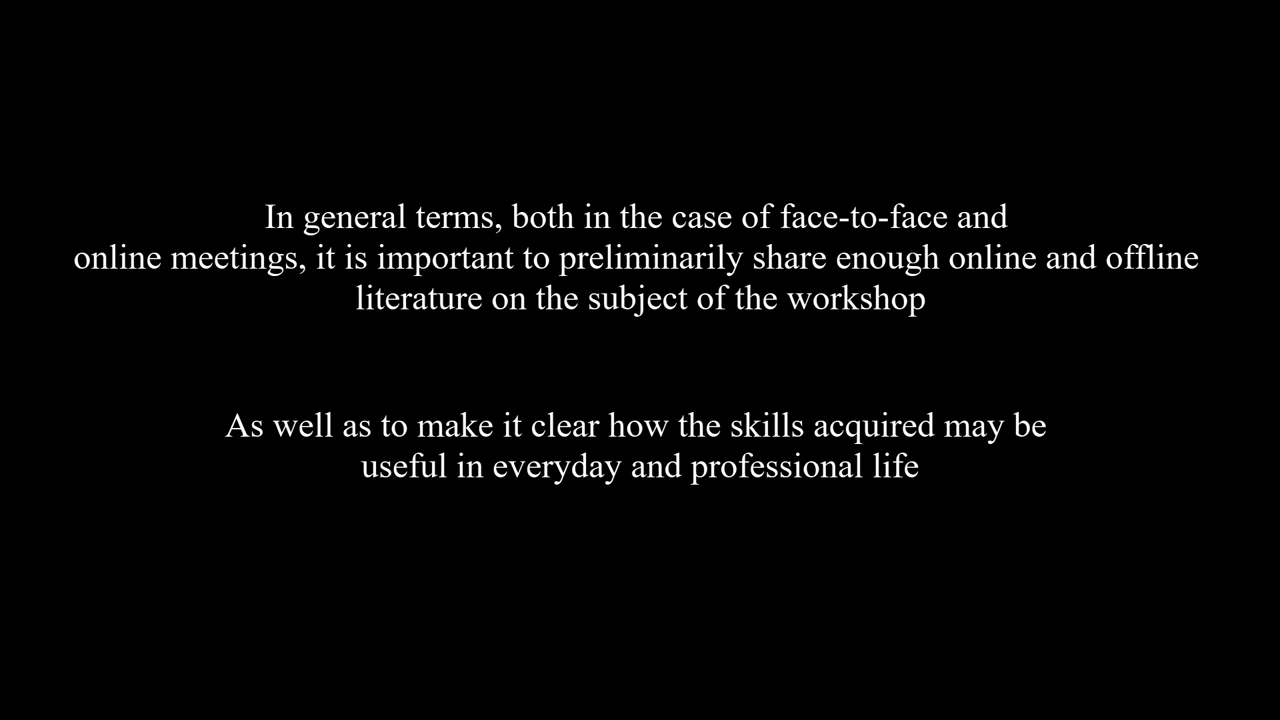 In general terms, both in the case of face-to-face and
online meetings, it is important to preliminarily share enough online and offline
literature on the subject of the workshop
As well as to make it clear how the skills acquired may be
useful in everyday and professional life